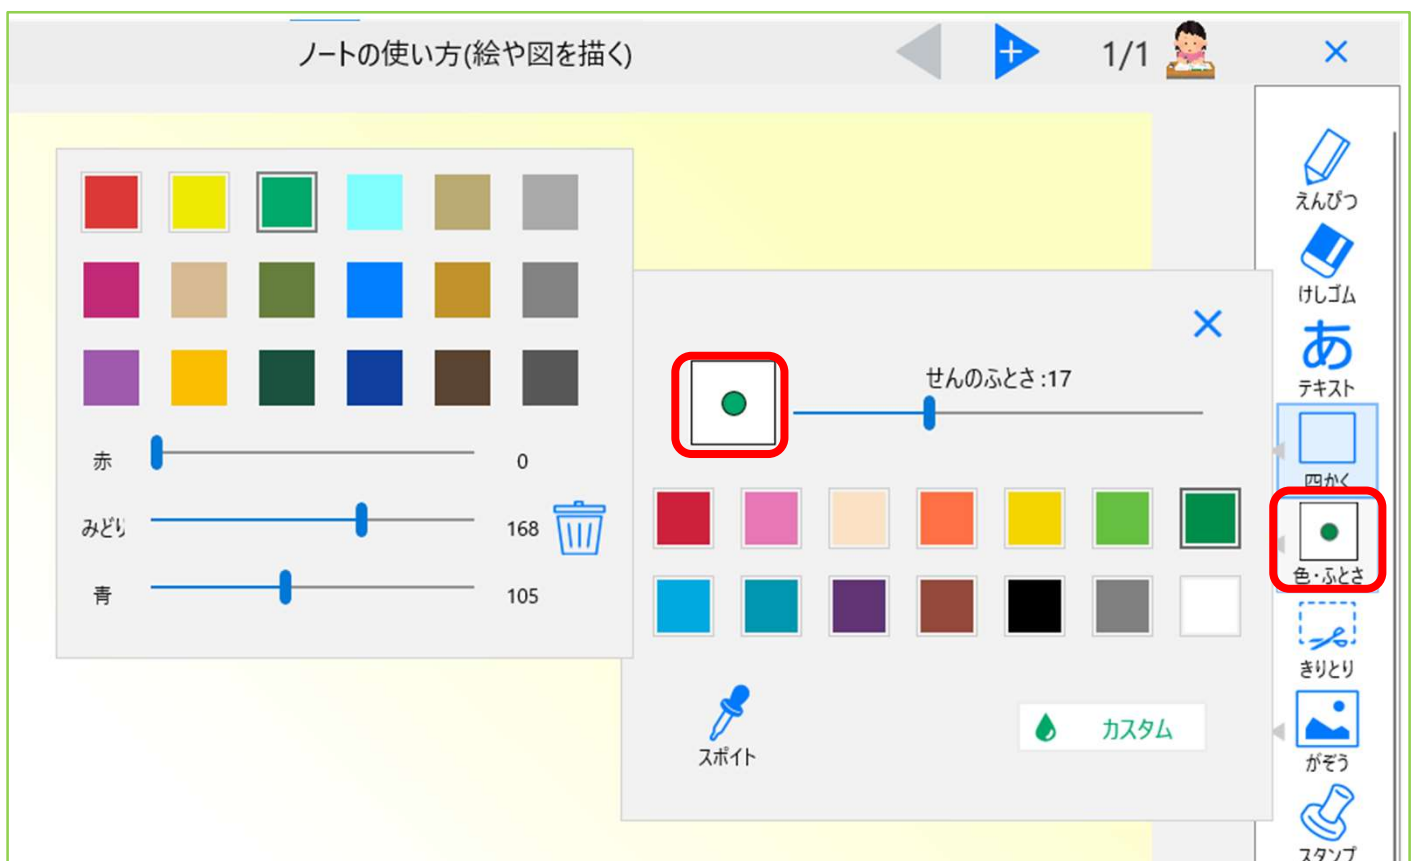 ノートの使い方(絵や図を描く)
1/1
えんぴつ
けしゴム
あ
テキスト
四かく
色・ふとさ
きりとり
がぞう
スタンプ
赤
0
みどり
168
青
105
せんのふとさ:17
スポイト
カスタム